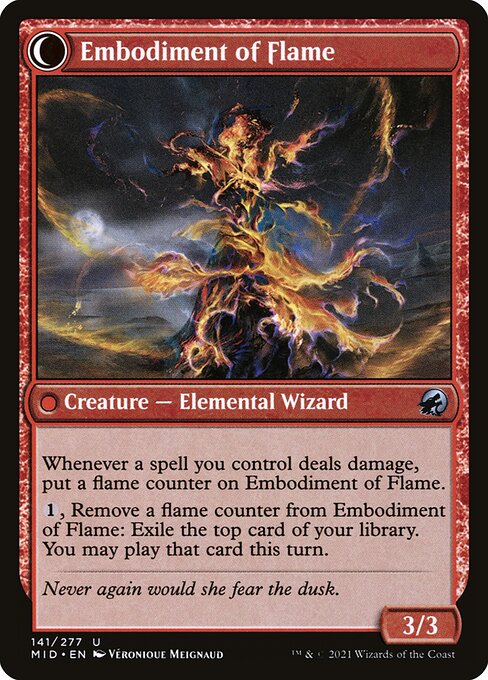 Embodiment of Flame
Creature — Elemental Wizard
Whenever a spell you control deals damage,
put a flame counter on Embodiment of Flame.
1, Remove a flame counter from Embodiment
of Flame: Exile the top card of your library.
You may play that card this turn.
Never again would she fear the dusk.
3/3
141/277 U
MID • EN Véronique Meignaud
™ & © 2021 Wizards of the Coast